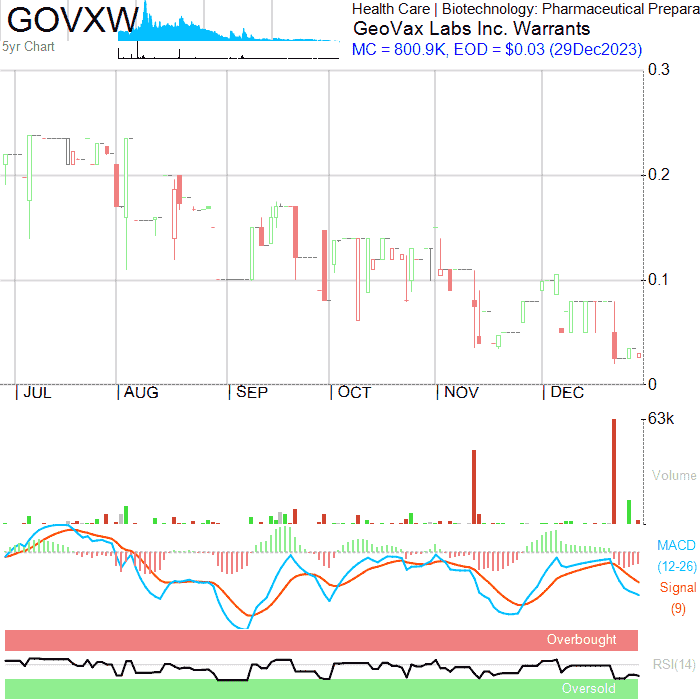 GOVXW
Health Care | Biotechnology: Pharmaceutical Prepara
GeoVax Labs Inc. Warrants
5yr Chart
MC = 800.9K, EOD = $0.03 (29Dec2023)
0.3
0.2
0.1
0
JUL AUG SEP OCT NOV DEC
63k
Volume
MACD
(12-26)
Signal
(9)
Overbought
RSI(14)
Oversold